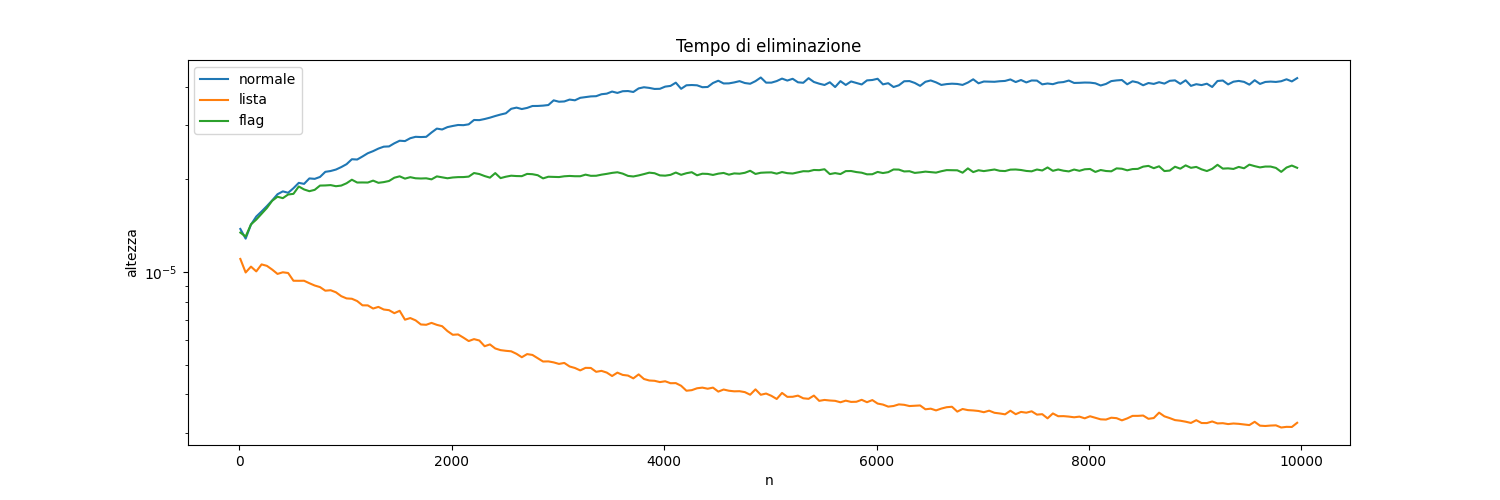 Tempo di eliminazione
normale
lista
flag
altezza
10⁻⁵
0 2000 4000 6000 8000 10000
n